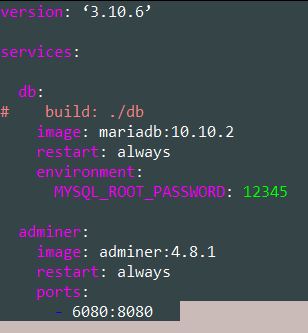 version: ‘3.10.6’
services:
db:
# build: ./db
image: mariadb:10.10.2
restart: always
environment:
MYSQL_ROOT_PASSWORD: 12345
adminer:
image: adminer:4.8.1
restart: always
ports:
- 6080:8080